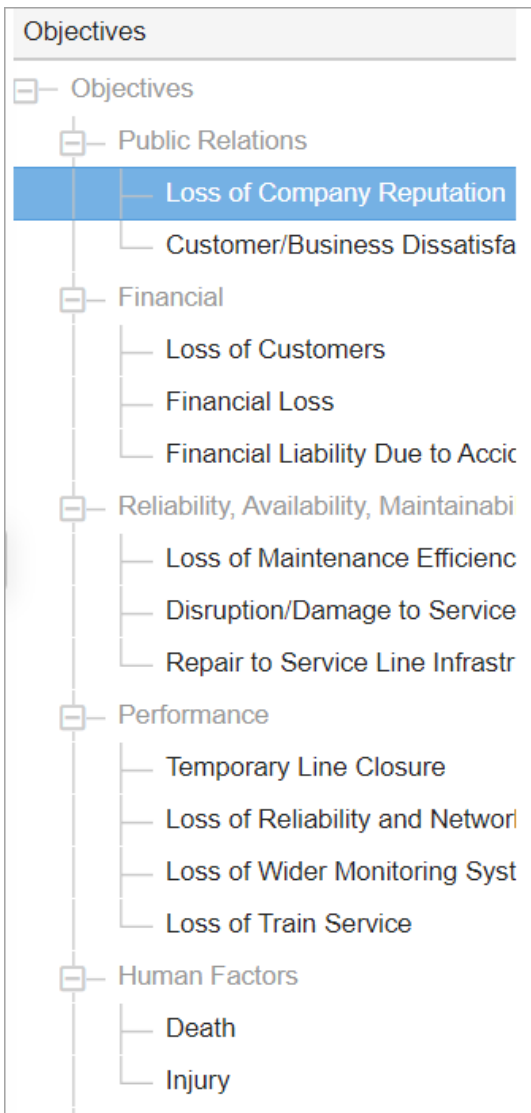 Objectives
Objectives
Public Relations
Loss of Company Reputation
Customer/Business Dissatisfa
Financial
Loss of Customers
Financial Loss
Financial Liability Due to Accid
Reliability, Availability, Maintainabi
Loss of Maintenance Efficienc
Disruption/Damage to Service
Repair to Service Line Infrastr
Performance
Temporary Line Closure
Loss of Reliability and Networ
Loss of Wider Monitoring Syst
Loss of Train Service
Human Factors
Death
Injury